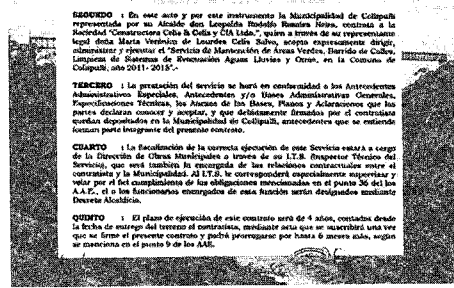 SEGUNDO : En este acto y por este instrumento la Municipalidad de Collipulli
representada por su Alcalde don Leopoldo Rodolfo Rosales Neira, contrata a la
Sociedad "Constructora Celis & Celis y CIA Ltda.", quien a través de su representante
legal doña María Verónica de Lourdes Celis Salvo, acepta expresamente dirigir,
administrar y ejecutar el "Servicio de Mantención de Áreas Verdes, Barrido de Calles,
Limpieza de Sistemas de Evacuación Aguas Lluvias y Otros, en la Comuna de
Collipulli, año 2011 - 2015".-
TERCERO : La prestación del servicio se hará en conformidad a los Antecedentes
Administrativos Especiales, Antecedentes y/o Bases Administrativas Generales,
Especificaciones Técnicas, los Anexos de las Bases, Planos y Aclaraciones que las
partes declaran conocer y aceptar, y que debidamente firmados por el contratista
quedan depositados en la Municipalidad de Collipulli, antecedentes que se entiende
forman parte integrante del presente contrato.
CUARTO : La fiscalización de la correcta ejecución de este Servicio estará a cargo
de la Dirección de Obras Municipales a través de su I.T.S. (Inspector Técnico del
Servicio), que será también la encargada de las relaciones contractuales entre el
contratista y la Municipalidad. Al I.T.S. le corresponderá especialmente supervisar y
velar por el fiel cumplimiento de las obligaciones mencionadas en el punto 36 del los
A.A.E., el o los funcionarios encargados de esta función serán designados mediante
Decreto Alcaldicio.
QUINTO : El plazo de ejecución de este contrato será de 4 años, contados desde
la fecha de entrega del terreno al contratista, mediante acta que se suscribirá una vez
que se firme el presente contrato y podrá prorrogarse por hasta 6 meses más, según
se menciona en el punto 9 de los AAE.